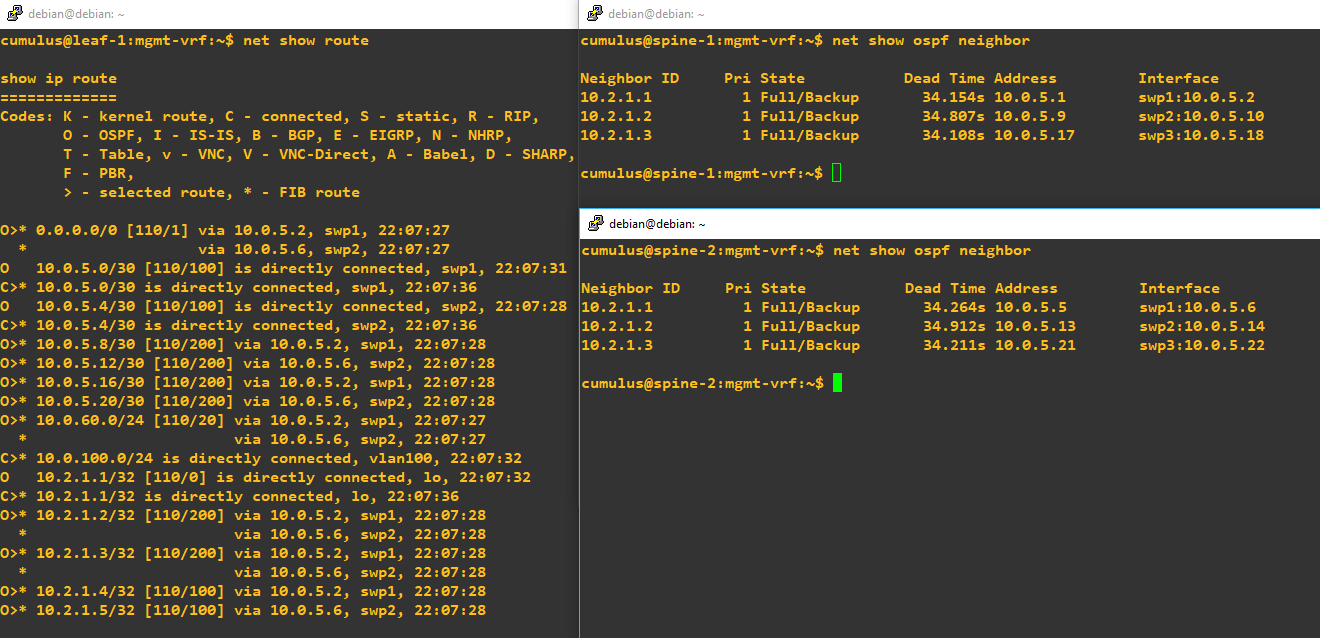 debian@debian: ~
cumulus@leaf-1:mgmt-vrf:~$ net show route
show ip route
=============
Codes: K - kernel route, C - connected, S - static, R - RIP,
       O - OSPF, I - IS-IS, B - BGP, E - EIGRP, N - NHRP,
       T - Table, v - VNC, V - VNC-Direct, A - Babel, D - SHARP,
       F - PBR,
       > - selected route, * - FIB route
O>* 0.0.0.0/0 [110/1] via 10.0.5.2, swp1, 22:07:27
  *                   via 10.0.5.6, swp2, 22:07:27
O   10.0.5.0/30 [110/100] is directly connected, swp1, 22:07:31
C>* 10.0.5.0/30 is directly connected, swp1, 22:07:36
O   10.0.5.4/30 [110/100] is directly connected, swp2, 22:07:28
C>* 10.0.5.4/30 is directly connected, swp2, 22:07:36
O>* 10.0.5.8/30 [110/200] via 10.0.5.2, swp1, 22:07:28
O>* 10.0.5.12/30 [110/200] via 10.0.5.6, swp2, 22:07:28
O>* 10.0.5.16/30 [110/200] via 10.0.5.2, swp1, 22:07:28
O>* 10.0.5.20/30 [110/200] via 10.0.5.6, swp2, 22:07:28
O>* 10.0.60.0/24 [110/20] via 10.0.5.2, swp1, 22:07:27
  *                       via 10.0.5.6, swp2, 22:07:27
C>* 10.0.100.0/24 is directly connected, vlan100, 22:07:32
O   10.2.1.1/32 [110/0] is directly connected, lo, 22:07:32
C>* 10.2.1.1/32 is directly connected, lo, 22:07:36
O>* 10.2.1.2/32 [110/200] via 10.0.5.2, swp1, 22:07:28
  *                       via 10.0.5.6, swp2, 22:07:28
O>* 10.2.1.3/32 [110/200] via 10.0.5.2, swp1, 22:07:28
  *                       via 10.0.5.6, swp2, 22:07:28
O>* 10.2.1.4/32 [110/100] via 10.0.5.2, swp1, 22:07:28
O>* 10.2.1.5/32 [110/100] via 10.0.5.6, swp2, 22:07:28
debian@debian: ~
cumulus@spine-1:mgmt-vrf:~$ net show ospf neighbor
Neighbor ID     Pri State           Dead Time Address         Interface
10.2.1.1          1 Full/Backup       34.154s 10.0.5.1        swp1:10.0.5.2
10.2.1.2          1 Full/Backup       34.807s 10.0.5.9        swp2:10.0.5.10
10.2.1.3          1 Full/Backup       34.108s 10.0.5.17       swp3:10.0.5.18
cumulus@spine-1:mgmt-vrf:~$
debian@debian: ~
cumulus@spine-2:mgmt-vrf:~$ net show ospf neighbor
Neighbor ID     Pri State           Dead Time Address         Interface
10.2.1.1          1 Full/Backup       34.264s 10.0.5.5        swp1:10.0.5.6
10.2.1.2          1 Full/Backup       34.912s 10.0.5.13       swp2:10.0.5.14
10.2.1.3          1 Full/Backup       34.211s 10.0.5.21       swp3:10.0.5.22
cumulus@spine-2:mgmt-vrf:~$